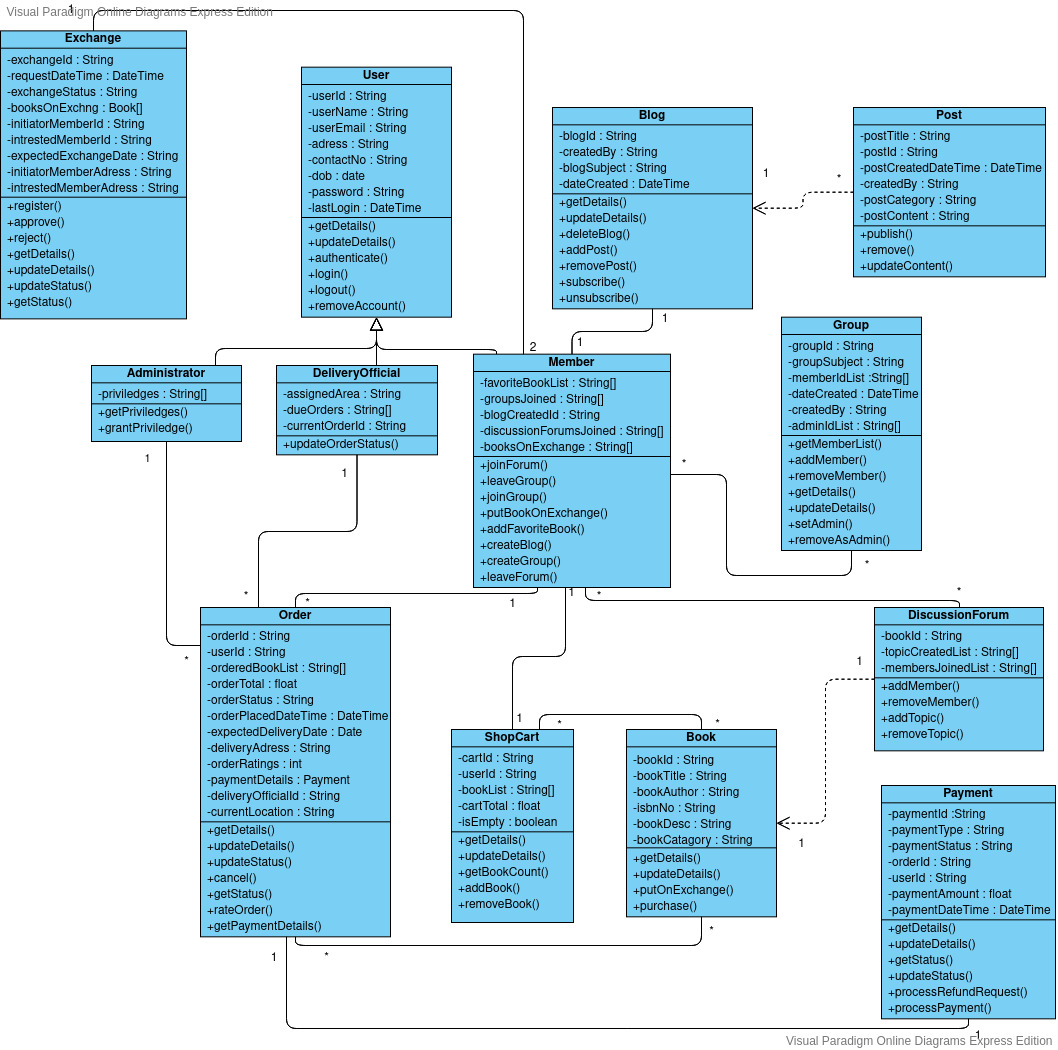 Visual Paradigm Online Diagrams Express Edition
1
Exchange
-exchangeId : String
-requestDateTime : DateTime
-exchangeStatus : String
-booksOnExchng : Book[]
-initiatorMemberId : String
-intrestedMemberId : String
-expectedExchangeDate : String
-initiatorMemberAdress : String
-intrestedMemberAdress : String
+register()
+approve()
+reject()
+getDetails()
+updateDetails()
+updateStatus()
+getStatus()
User
-userId : String
-userName : String
-userEmail : String
-adress : String
-contactNo : String
-dob : date
-password : String
-lastLogin : DateTime
+getDetails()
+updateDetails()
+authenticate()
+login()
+logout()
+removeAccount()
Blog
-blogId : String
-createdBy : String
-blogSubject : String
-dateCreated : DateTime
+getDetails()
+updateDetails()
+deleteBlog()
+addPost()
+removePost()
+subscribe()
+unsubscribe()
1
*
Post
-postTitle : String
-postId : String
-postCreatedDateTime : DateTime
-createdBy : String
-postCategory : String
-postContent : String
+publish()
+remove()
+updateContent()
1
1
2
Administrator
-priviledges : String[]
+getPriviledges()
+grantPriviledge()
1
DeliveryOfficial
-assignedArea : String
-dueOrders : String[]
-currentOrderId : String
+updateOrderStatus()
1
Member
-favoriteBookList : String[]
-groupsJoined : String[]
-blogCreatedId : String
-discussionForumsJoined : String[]
-booksOnExchange : String[]
+joinForum()
+leaveGroup()
+joinGroup()
+putBookOnExchange()
+addFavoriteBook()
+createBlog()
+createGroup()
+leaveForum()
*
Group
-groupId : String
-groupSubject : String
-memberIdList :String[]
-dateCreated : DateTime
-createdBy : String
-adminIdList : String[]
+getMemberList()
+addMember()
+removeMember()
+getDetails()
+updateDetails()
+setAdmin()
+removeAsAdmin()
*
*
*
1
1
*
*
*
Order
-orderId : String
-userId : String
-orderedBookList : String[]
-orderTotal : float
-orderStatus : String
-orderPlacedDateTime : DateTime
-expectedDeliveryDate : Date
-deliveryAdress : String
-orderRatings : int
-paymentDetails : Payment
-deliveryOfficialId : String
-currentLocation : String
+getDetails()
+updateDetails()
+updateStatus()
+cancel()
+getStatus()
+rateOrder()
+getPaymentDetails()
1
*
1
*
*
ShopCart
-cartId : String
-userId : String
-bookList : String[]
-cartTotal : float
-isEmpty : boolean
+getDetails()
+updateDetails()
+getBookCount()
+addBook()
+removeBook()
Book
-bookId : String
-bookTitle : String
-bookAuthor : String
-isbnNo : String
-bookDesc : String
-bookCatagory : String
+getDetails()
+updateDetails()
+putOnExchange()
+purchase()
*
1
1
DiscussionForum
-bookId : String
-topicCreatedList : String[]
-membersJoinedList : String[]
+addMember()
+removeMember()
+addTopic()
+removeTopic()
Payment
-paymentId :String
-paymentType : String
-paymentStatus : String
-orderId : String
-userId : String
-paymentAmount : float
-paymentDateTime : DateTime
+getDetails()
+updateDetails()
+getStatus()
+updateStatus()
+processRefundRequest()
+processPayment()
1
Visual Paradigm Online Diagrams Express Edition